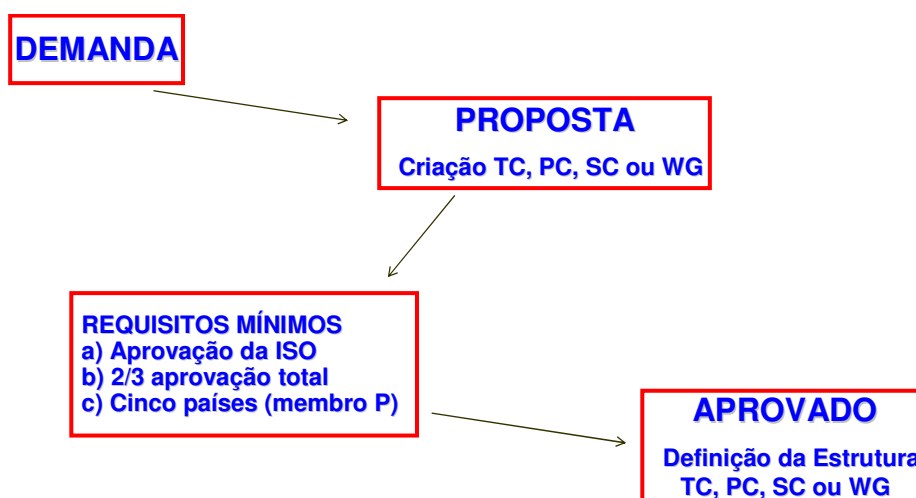 DEMANDA
PROPOSTA
Criação TC, PC, SC ou WG
REQUISITOS MÍNIMOS
a) Aprovação da ISO
b) 2/3 aprovação total
c) Cinco países (membro P)
APROVADO
Definição da Estrutura
TC, PC, SC ou WG